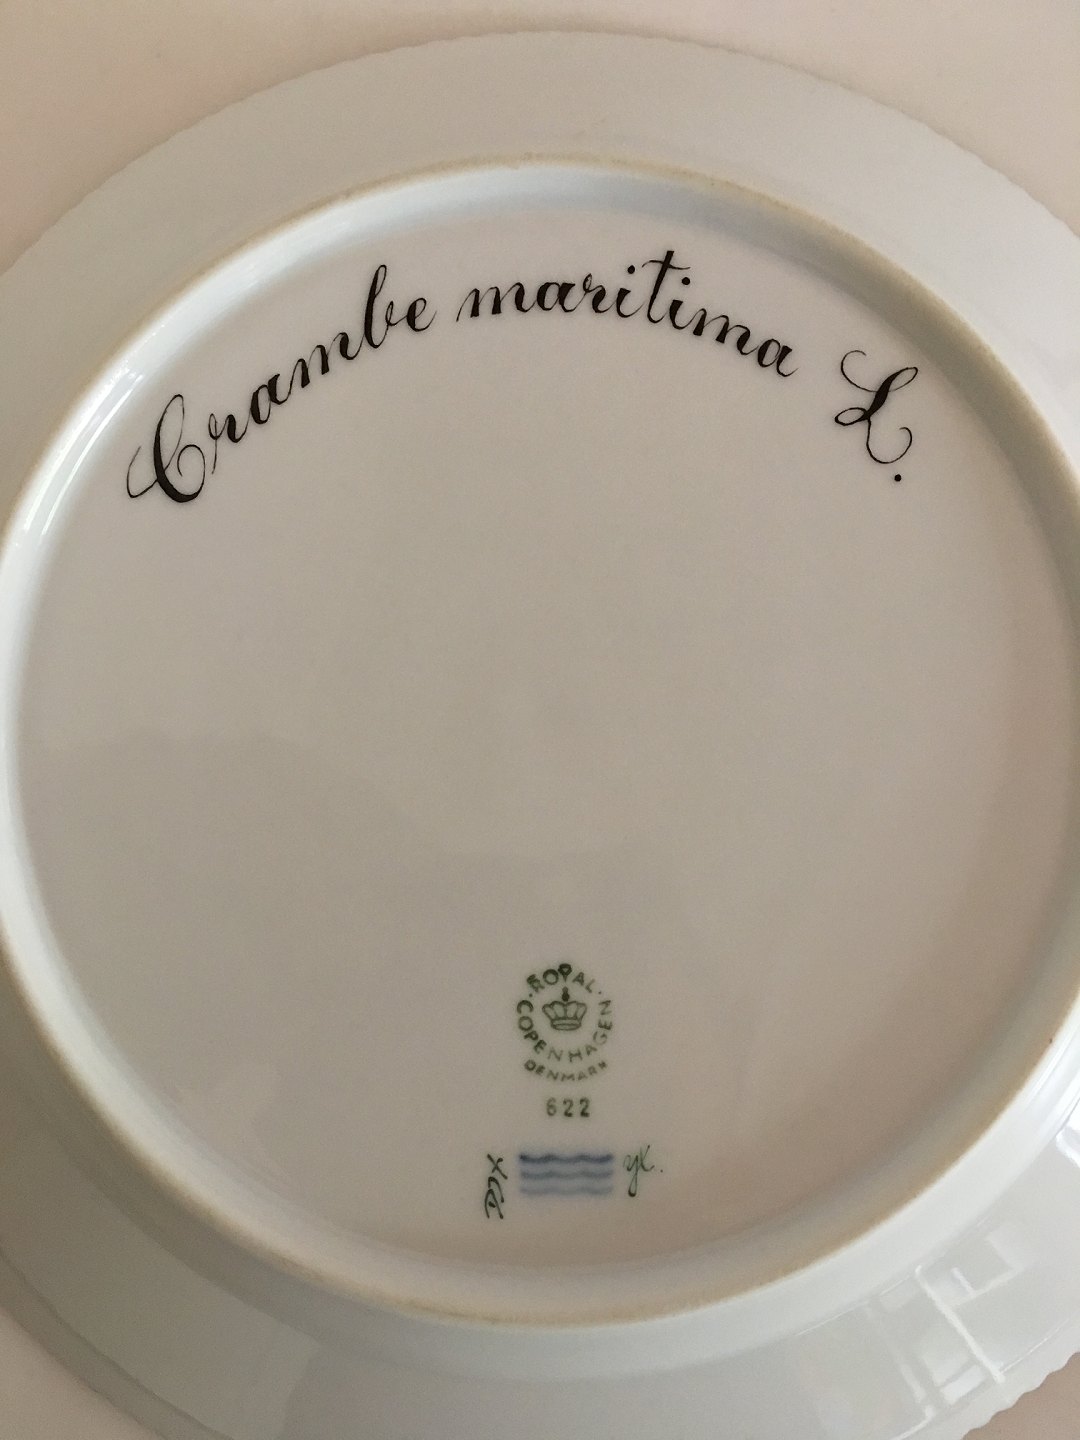 Crambe maritima L.
ROYAL COPENHAGEN
DENMARK
622